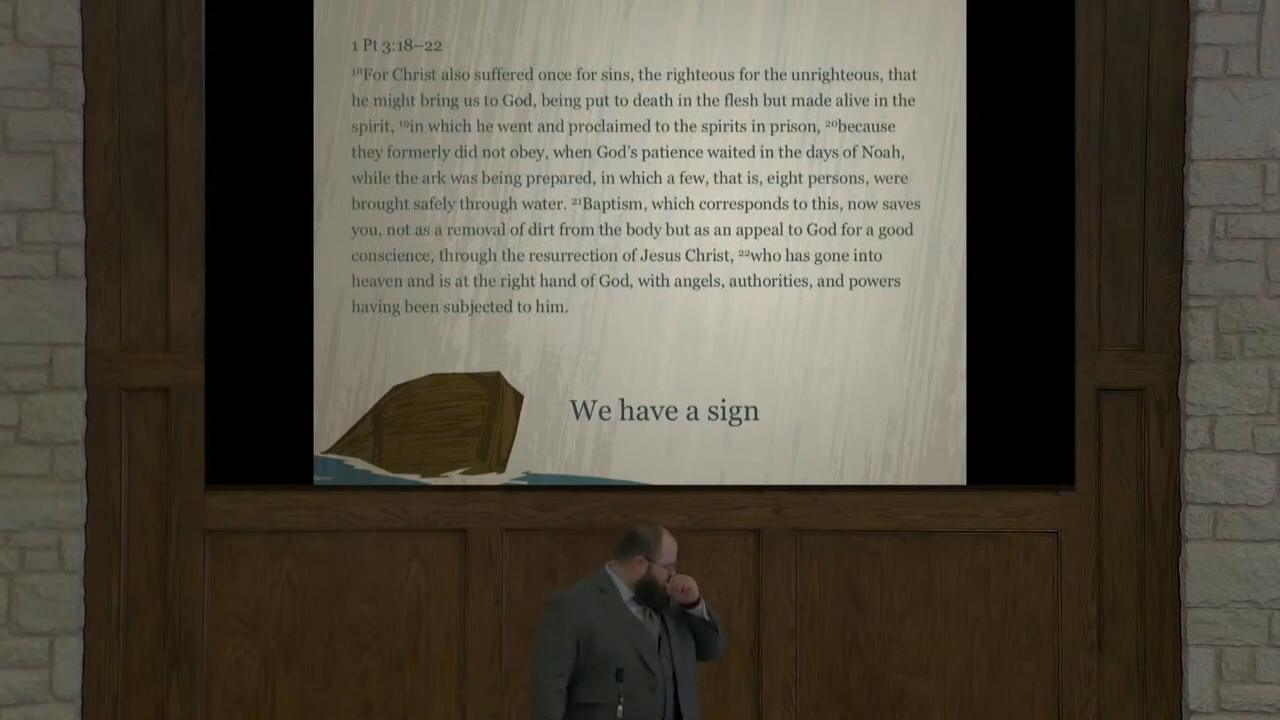 1 Pt 3:18–22
¹⁸For Christ also suffered once for sins, the righteous for the unrighteous, that
he might bring us to God, being put to death in the flesh but made alive in the
spirit, ¹⁹in which he went and proclaimed to the spirits in prison, ²⁰because
they formerly did not obey, when God’s patience waited in the days of Noah,
while the ark was being prepared, in which a few, that is, eight persons, were
brought safely through water. ²¹Baptism, which corresponds to this, now saves
you, not as a removal of dirt from the body but as an appeal to God for a good
conscience, through the resurrection of Jesus Christ, ²²who has gone into
heaven and is at the right hand of God, with angels, authorities, and powers
having been subjected to him.
We have a sign